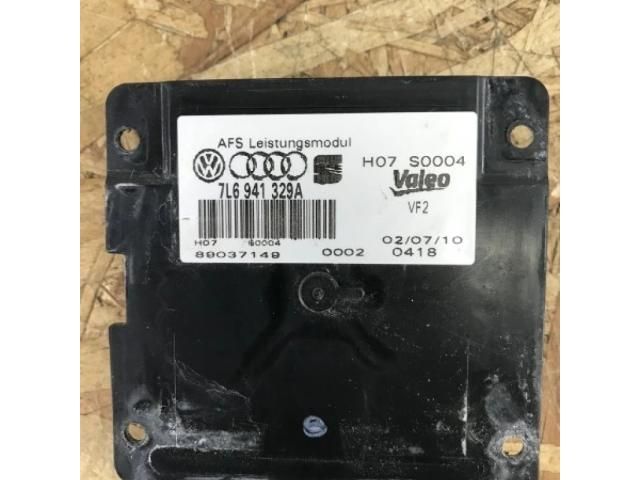 AFS Leistungsmodul
H07 S0004
7L6 941 329A
Valeo
VF2
H07 S0004
02/07/10
89037149 0002 0418